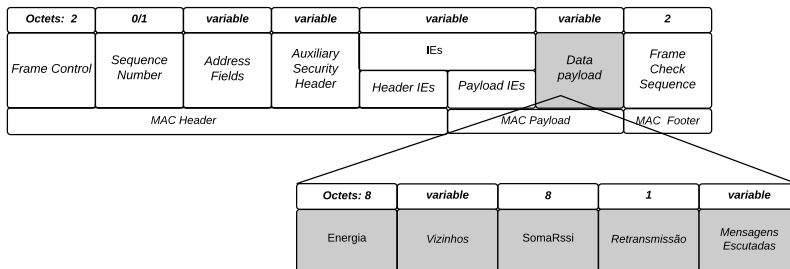 Octets: 2 0/1 variable variable variable variable 2
Frame Control Sequence Number Address Fields Auxiliary Security Header IEs Data payload Frame Check Sequence
Header IEs Payload IEs
MAC Header MAC Payload MAC Footer
Octets: 8 variable 8 1 variable
Energia Vizinhos SomaRssi Retransmissão Mensagens Escutadas